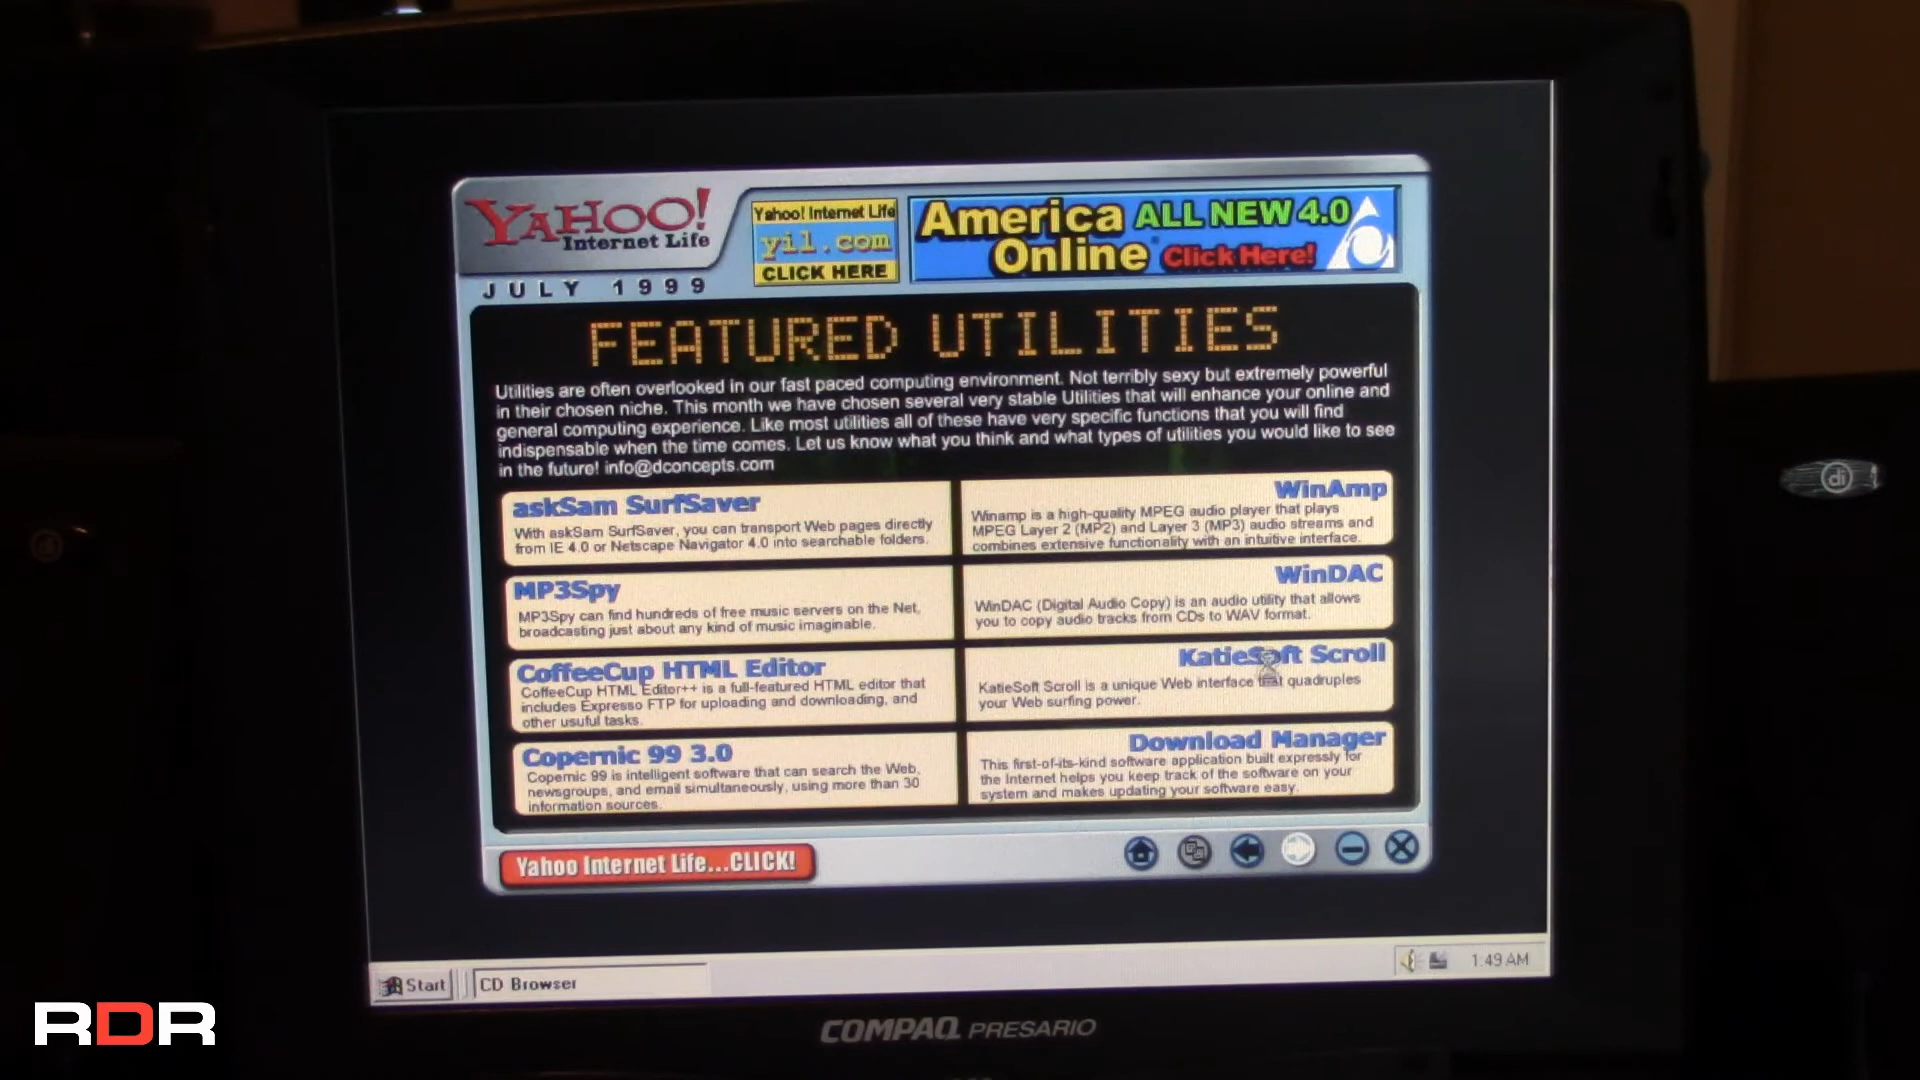 YAHOO!
Internet Life
JULY 1999
Yahoo! Internet Life
yil.com
CLICK HERE
America ALL NEW 4.0
Online Click Here!
FEATURED UTILITIES
Utilities are often overlooked in our fast paced computing environment. Not terribly sexy but extremely powerful
in their chosen niche. This month we have chosen several very stable Utilities that will enhance your online and
general computing experience. Like most utilities all of these have very specific functions that you will find
indispensable when the time comes. Let us know what you think and what types of utilities you would like to see
in the future! info@dconcepts.com
askSam SurfSaver
With askSam SurfSaver, you can transport Web pages directly
from IE 4.0 or Netscape Navigator 4.0 into searchable folders.
WinAmp
Winamp is a high-quality MPEG audio player that plays
MPEG Layer 2 (MP2) and Layer 3 (MP3) audio streams and
combines extensive functionality with an intuitive interface.
MP3Spy
MP3Spy can find hundreds of free music servers on the Net,
broadcasting just about any kind of music imaginable.
WinDAC
WinDAC (Digital Audio Copy) is an audio utility that allows
you to copy audio tracks from CDs to WAV format.
CoffeeCup HTML Editor
CoffeeCup HTML Editor++ is a full-featured HTML editor that
includes Expresso FTP for uploading and downloading, and
other usuful tasks.
KatieSoft Scroll
KatieSoft Scroll is a unique Web interface that quadruples
your Web surfing power.
Copernic 99 3.0
Copernic 99 is intelligent software that can search the Web,
newsgroups, and email simultaneously, using more than 30
information sources.
Download Manager
This first-of-its-kind software application built expressly for
the Internet helps you keep track of the software on your
system and makes updating your software easy.
Yahoo Internet Life...CLICK!
Start
CD Browser
1:49 AM
COMPAQ PRESARIO
di
di
RDR